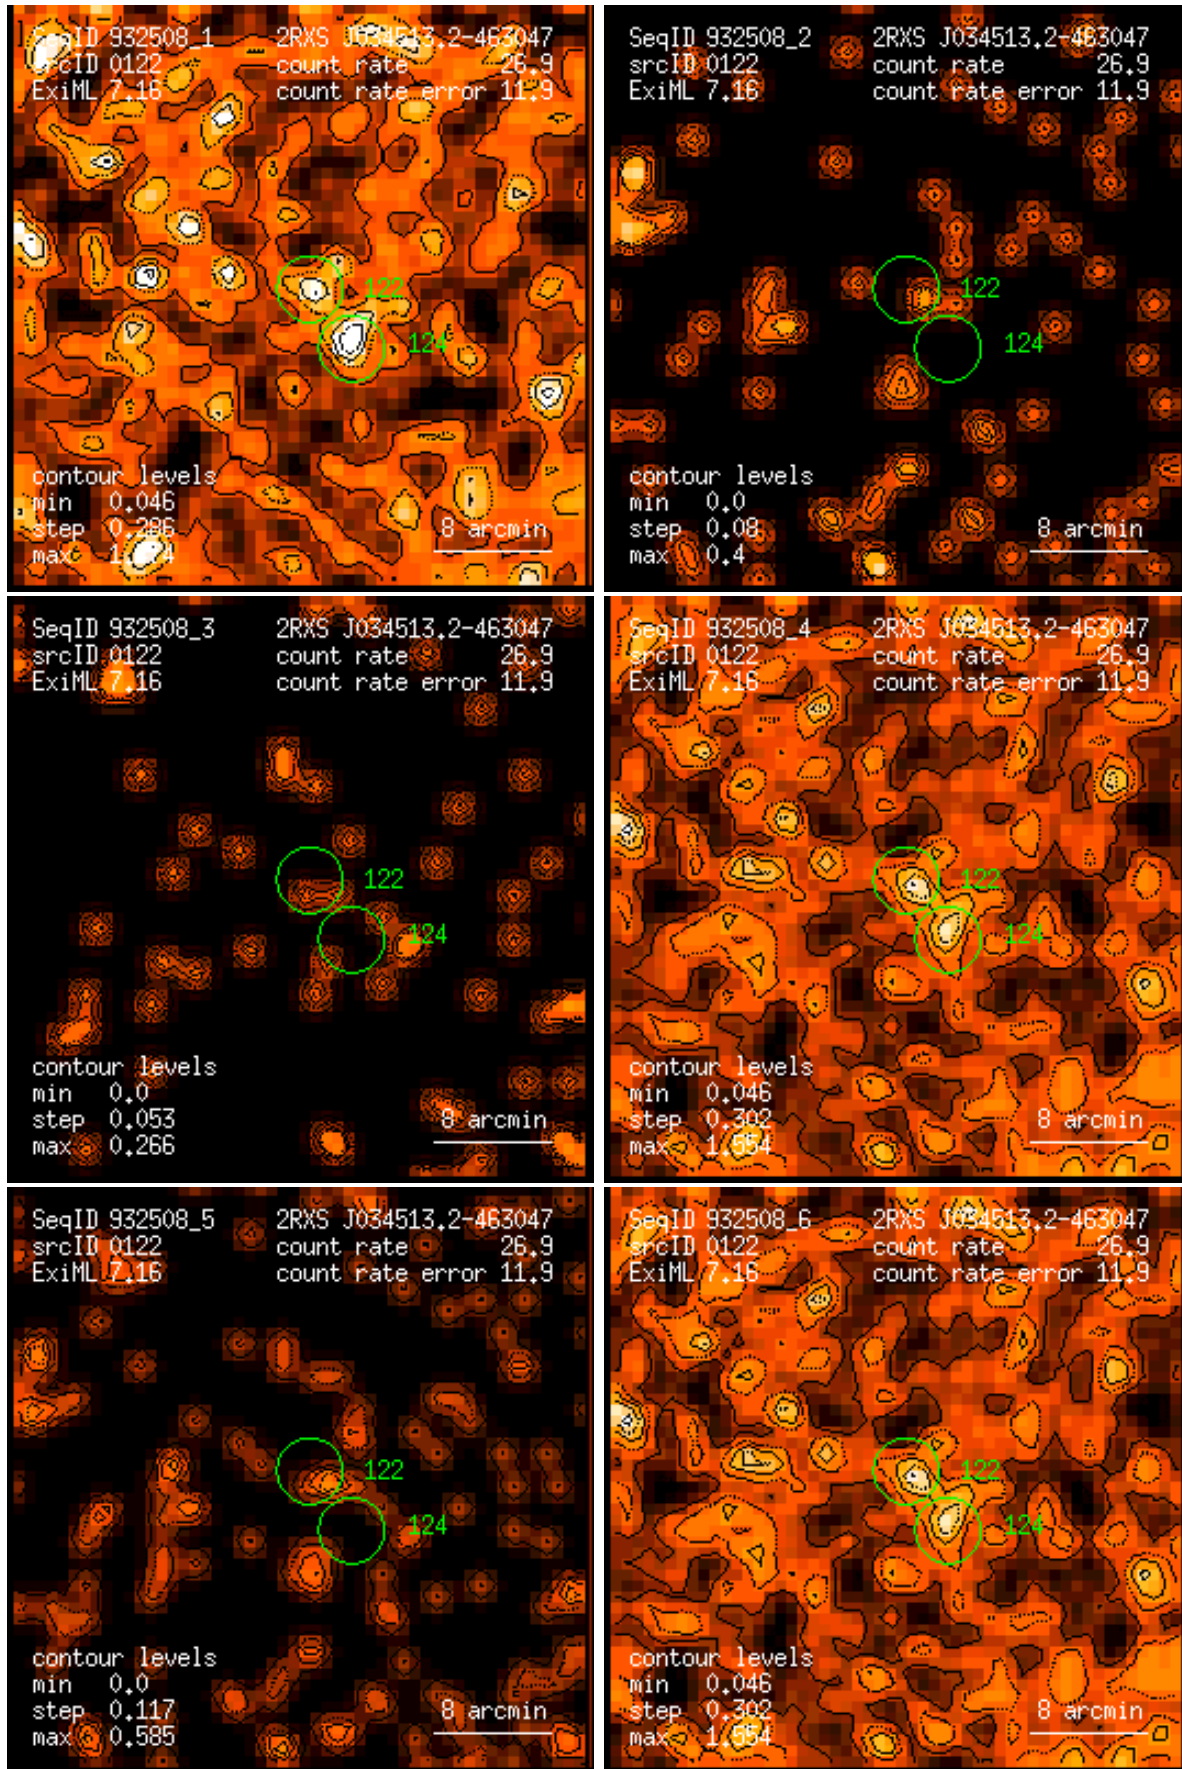 SeqID 932508_1 2RXS J034513.2-463047
srcID 0122 count rate 26.9
ExiML 7.16 count rate error 11.9
122
124
contour levels
min 0.046
step 0.286
max
8 arcmin
SeqID 932508_2 2RXS J034513.2-463047
srcID 0122 count rate 26.9
ExiML 7.16 count rate error 11.9
122
124
contour levels
min 0.0
step 0.08
max 0.4
8 arcmin
SeqID 932508_3 2RXS J034513.2-463047
srcID 0122 count rate 26.9
ExiML 7.16 count rate error 11.9
122
124
contour levels
min 0.0
step 0.053
max 0.266
8 arcmin
SeqID 932508_4 2RXS J034513.2-463047
srcID 0122 count rate 26.9
ExiML 7.16 count rate error 11.9
122
124
contour levels
min 0.046
step 0.302
max 1.554
8 arcmin
SeqID 932508_5 2RXS J034513.2-463047
srcID 0122 count rate 26.9
ExiML 7.16 count rate error 11.9
122
124
contour levels
min 0.0
step 0.117
max 0.585
8 arcmin
SeqID 932508_6 2RXS J034513.2-463047
srcID 0122 count rate 26.9
ExiML 7.16 count rate error 11.9
122
124
contour levels
min 0.046
step 0.302
max 1.554
8 arcmin